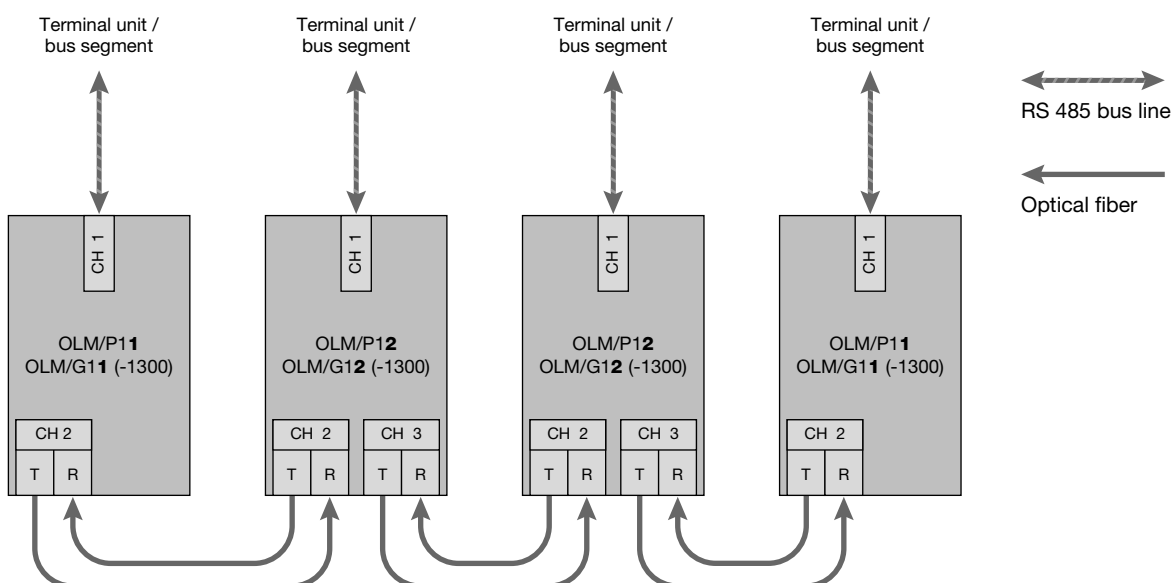 Terminal unit /
bus segment
Terminal unit /
bus segment
Terminal unit /
bus segment
Terminal unit /
bus segment
RS 485 bus line
Optical fiber
CH 1
CH 1
CH 1
CH 1
OLM/P11
OLM/G11 (-1300)
OLM/P12
OLM/G12 (-1300)
OLM/P12
OLM/G12 (-1300)
OLM/P11
OLM/G11 (-1300)
CH 2
T R
CH 2 CH 3
T R T R
CH 2 CH 3
T R T R
CH 2
T R